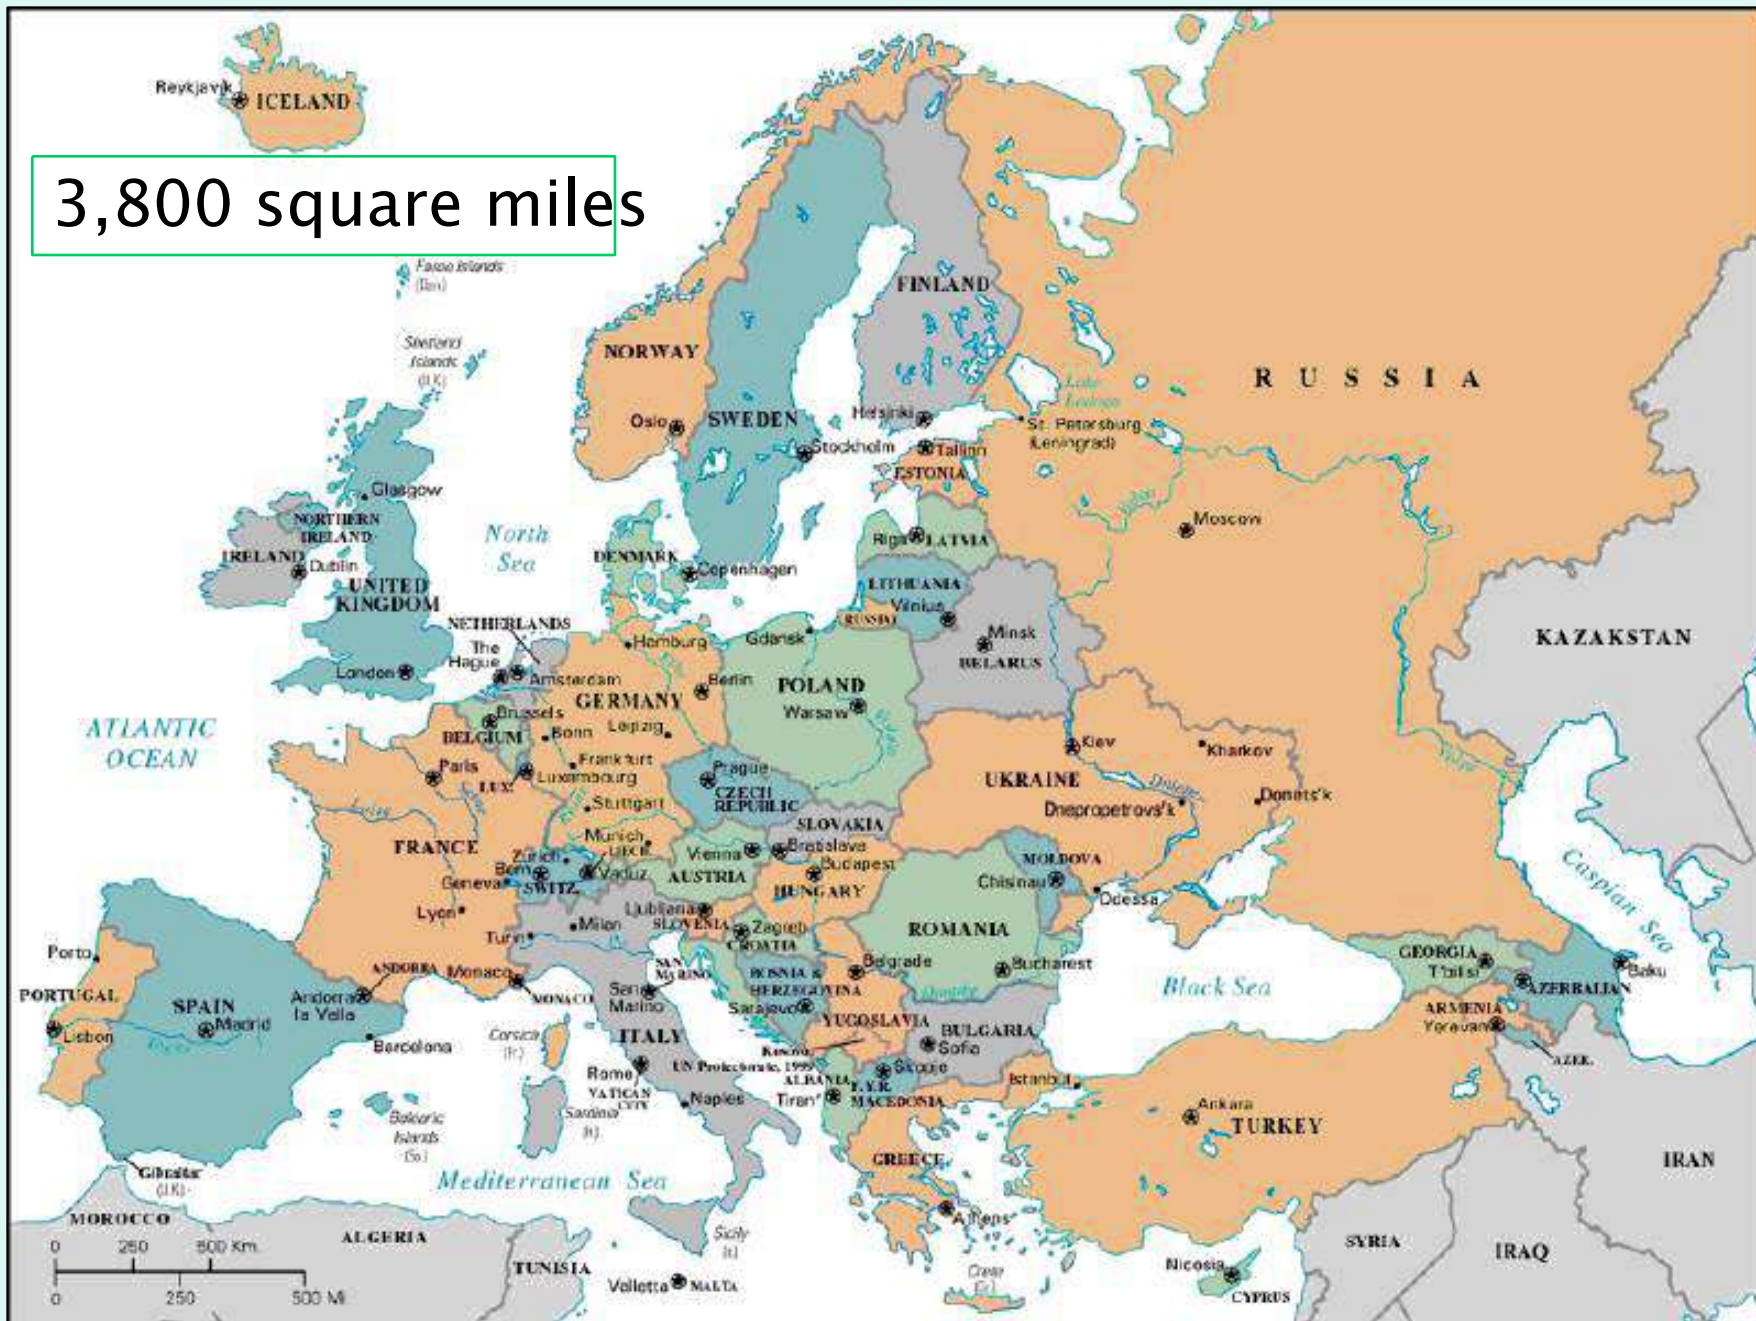 Reykjavik
ICELAND
3,800 square miles
Faroe Islands
(Den)
Shetland
Islands
(U.K.)
FINLAND
NORWAY
RUSSIA
Lake
Ladoga
Oslo
SWEDEN
Helsinki
St. Petersburg
(Leningrad)
Stockholm
Tallinn
ESTONIA
Glasgow
NORTHERN
IRELAND
North
Sea
Moscow
Riga
LATVIA
IRELAND
Dublin
DENMARK
Copenhagen
UNITED
KINGDOM
LITHUANIA
Vilnius
RUSSIA
NETHERLANDS
Hamburg
Gdansk
Minsk
BELARUS
KAZAKSTAN
The
Hague
London
Amsterdam
Berlin
GERMANY
POLAND
Warsaw
ATLANTIC
OCEAN
Brussels
BELGIUM
Bonn
Leipzig
Kiev
Kharkov
Paris
Frankfurt
Prague
LUX.
Luxembourg
CZECH
REPUBLIC
UKRAINE
Volga
Loire
Stuttgart
Dnepropetrovs'k
Donets'k
SLOVAKIA
FRANCE
Munich
LIECH.
Zurich
Bern
Vaduz
Vienna
Bratislava
Budapest
MOLDOVA
Geneva
SWITZ.
AUSTRIA
HUNGARY
Chisinau
Odessa
Caspian Sea
Lyon
Ljubljana
SLOVENIA
Zagreb
CROATIA
ROMANIA
Turin
Milan
Porto
ANDORRA
Monaco
MONACO
SAN
MARINO
San
Marino
BOSNIA &
HERZEGOVINA
Belgrade
Bucharest
GEORGIA
T'bilisi
Baku
PORTUGAL
SPAIN
Andorra
la Vella
Black Sea
AZERBAIJAN
Sarajevo
YUGOSLAVIA
ARMENIA
Yerevan
Lisbon
Madrid
Barcelona
Corsica
(Fr.)
ITALY
BULGARIA
Sofia
AZER.
Kosovo
UN Protectorate, 1999
Rome
VATICAN
CITY
Naples
ALBANIA
Tiran'
Skopje
F.Y.R.
MACEDONIA
Istanbul
Ankara
TURKEY
Balearic
Islands
(Sp.)
Sardinia
(It.)
GREECE
IRAN
Gibraltar
(U.K.)
Mediterranean Sea
MOROCCO
Athens
ALGERIA
Sicily
(It.)
SYRIA
IRAQ
0 250 500 Km.
TUNISIA
Valletta
MALTA
Crete
(Gr.)
Nicosia
CYPRUS
0 250 500 Mi